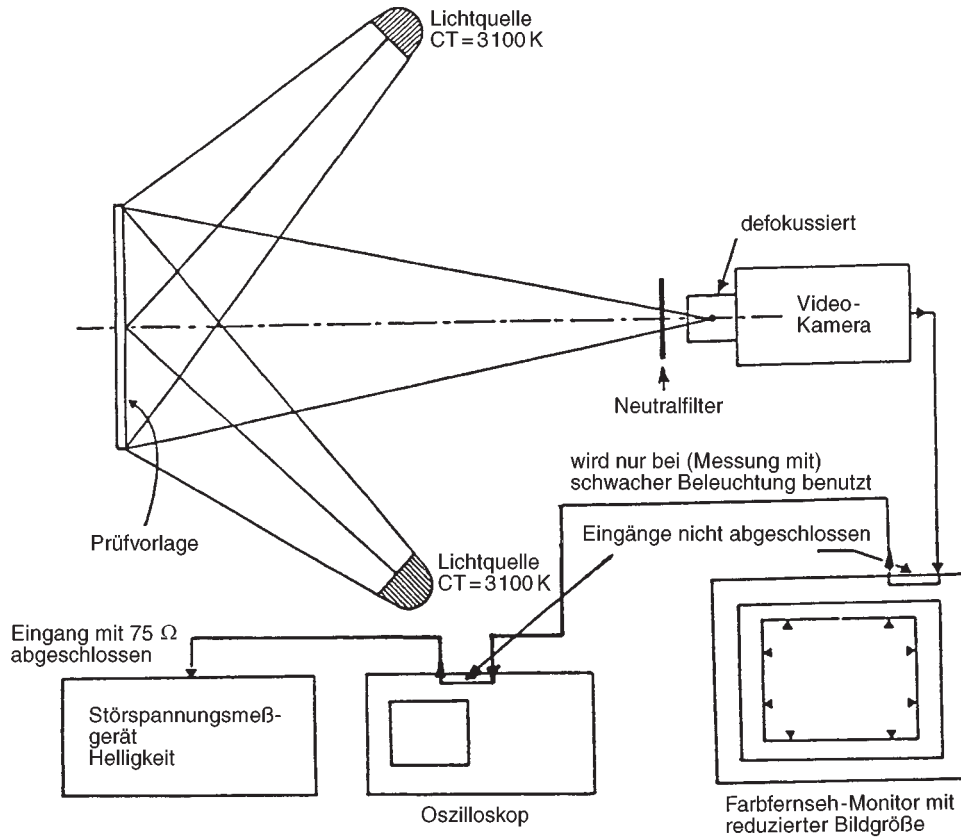 Lichtquelle
CT = 3100 K
defokussiert
Video-
Kamera
Neutralfilter
wird nur bei (Messung mit)
schwacher Beleuchtung benutzt
Prüfvorlage
Eingänge nicht abgeschlossen
Lichtquelle
CT = 3100 K
Eingang mit 75 Ω
abgeschlossen
Störspannungsmeß-
gerät
Helligkeit
Oszilloskop
Farbfernseh-Monitor mit
reduzierter Bildgröße